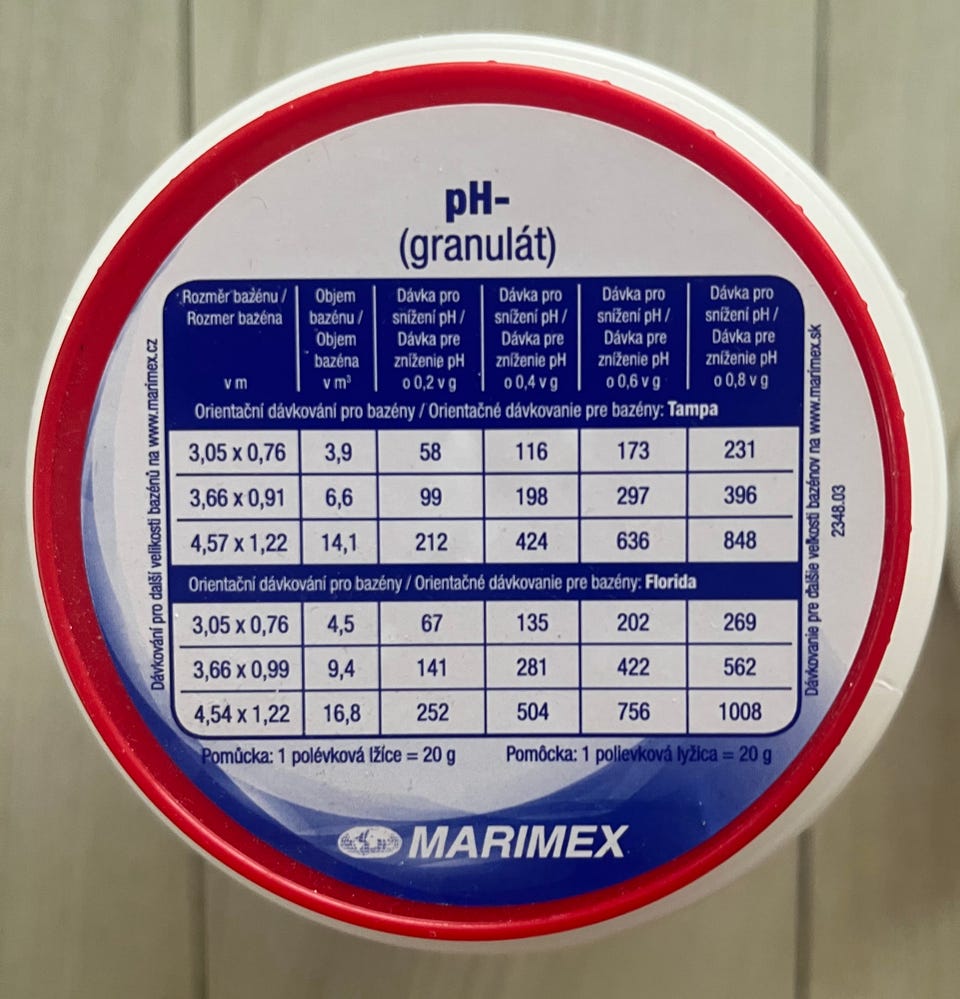 pH-
(granulát)
Rozměr bazénu /
Rozmer bazéna
v m
Objem
bazénu /
Objem
bazéna
v m³
Dávka pro
snížení pH /
Dávka pre
zníženie pH
o 0,2 v g
Dávka pro
snížení pH /
Dávka pre
zníženie pH
o 0,4 v g
Dávka pro
snížení pH /
Dávka pre
zníženie pH
o 0,6 v g
Dávka pro
snížení pH /
Dávka pre
zníženie pH
o 0,8 v g
Orientační dávkování pro bazény / Orientačné dávkovanie pre bazény: Tampa
3,05 x 0,76 3,9 58 116 173 231
3,66 x 0,91 6,6 99 198 297 396
4,57 x 1,22 14,1 212 424 636 848
Orientační dávkování pro bazény / Orientačné dávkovanie pre bazény: Florida
3,05 x 0,76 4,5 67 135 202 269
3,66 x 0,99 9,4 141 281 422 562
4,54 x 1,22 16,8 252 504 756 1008
Pomůcka: 1 polévková lžíce = 20 g Pomôcka: 1 polievková lyžica = 20 g
MARIMEX
Dávkování pro další velikosti bazénů na www.marimex.cz
Dávkovanie pre ďalšie veľkosti bazénov na www.marimex.sk
2348.03